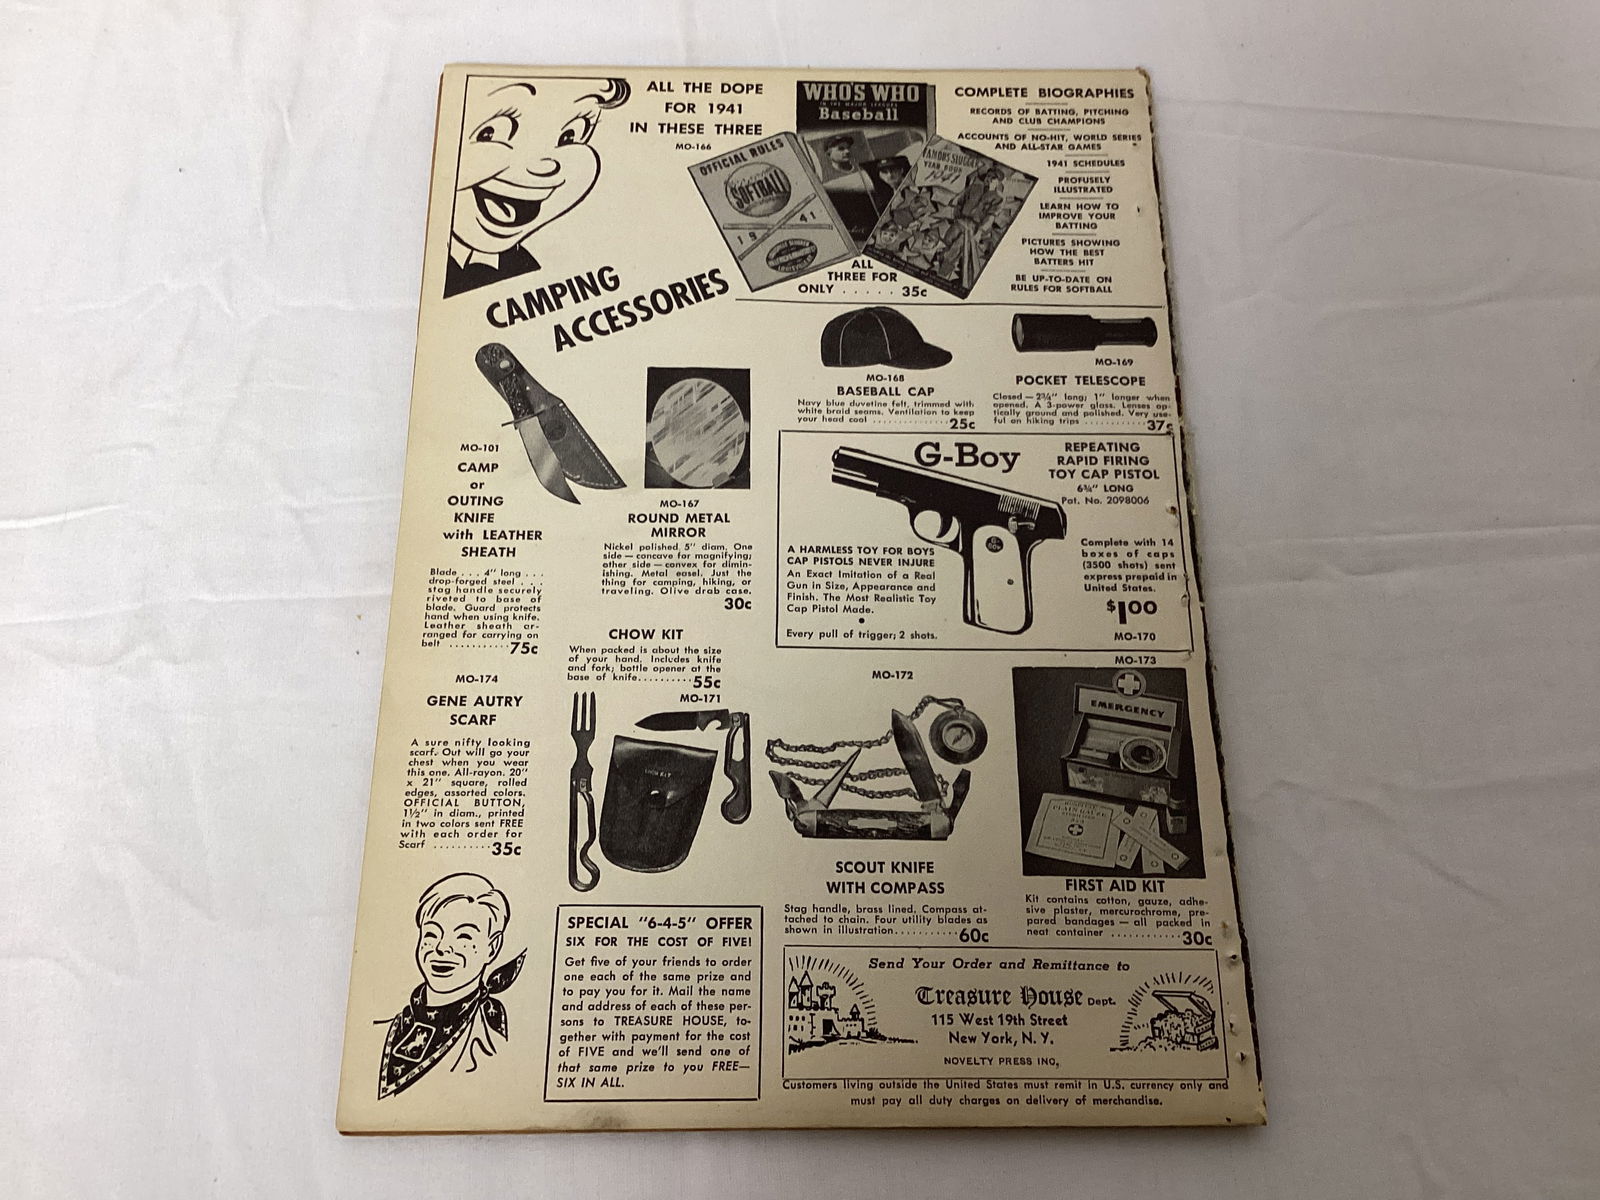 ALL THE DOPE
FOR 1941
IN THESE THREE
MO-166
OFFICIAL RULES
SOFTBALL
19 41
WHO'S WHO
IN THE MAJOR LEAGUES
Baseball
FAMOUS SLUGGER
YEAR BOOK
1941
ALL
THREE FOR
ONLY ..... 35c
COMPLETE BIOGRAPHIES
RECORDS OF BATTING, PITCHING
AND CLUB CHAMPIONS
ACCOUNTS OF NO-HIT, WORLD SERIES
AND ALL-STAR GAMES
1941 SCHEDULES
PROFUSELY
ILLUSTRATED
LEARN HOW TO
IMPROVE YOUR
BATTING
PICTURES SHOWING
HOW THE BEST
BATTERS HIT
BE UP-TO-DATE ON
RULES FOR SOFTBALL
CAMPING
ACCESSORIES
MO-101
CAMP
or
OUTING
KNIFE
with LEATHER
SHEATH
Blade ... 4" long ...
drop-forged steel ...
stag handle securely
riveted to base of
blade. Guard protects
hand when using knife.
Leather sheath ar-
ranged for carrying on
belt ..........75c
MO-167
ROUND METAL
MIRROR
Nickel polished 5" diam. One
side — concave for magnifying;
other side — convex for dimin-
ishing. Metal easel. Just the
thing for camping, hiking, or
traveling. Olive drab case.
30c
MO-168
BASEBALL CAP
Navy blue duvetine felt, trimmed with
white braid seams. Ventilation to keep
your head cool ..............25c
MO-169
POCKET TELESCOPE
Closed — 2¾" long; 1" longer when
opened. A 3-power glass. Lenses op-
tically ground and polished. Very use-
ful on hiking trips ............37c
G-Boy
REPEATING
RAPID FIRING
TOY CAP PISTOL
6¾" LONG
Pat. No. 2098006
A HARMLESS TOY FOR BOYS
CAP PISTOLS NEVER INJURE
An Exact Imitation of a Real
Gun in Size, Appearance and
Finish. The Most Realistic Toy
Cap Pistol Made.
•
Every pull of trigger; 2 shots.
Complete with 14
boxes of caps
(3500 shots) sent
express prepaid in
United States.
$1.00
MO-170
CHOW KIT
When packed is about the size
of your hand. Includes knife
and fork; bottle opener at the
base of knife..........55c
MO-171
CHOW KIT
MO-174
GENE AUTRY
SCARF
A sure nifty looking
scarf. Out will go your
chest when you wear
this one. All-rayon. 20"
x 21" square, rolled
edges, assorted colors.
OFFICIAL BUTTON,
1½" in diam., printed
in two colors sent FREE
with each order for
Scarf ..........35c
MO-172
SCOUT KNIFE
WITH COMPASS
Stag handle, brass lined. Compass at-
tached to chain. Four utility blades as
shown in illustration...........60c
MO-173
EMERGENCY
PLAIN GAUZE
FIRST AID KIT
Kit contains cotton, gauze, adhe-
sive plaster, mercurochrome, pre-
pared bandages — all packed in
neat container ............30c
SPECIAL "6-4-5" OFFER
SIX FOR THE COST OF FIVE!
Get five of your friends to order
one each of the same prize and
to pay you for it. Mail the name
and address of each of these per-
sons to TREASURE HOUSE, to-
gether with payment for the cost
of FIVE and we'll send one of
that same prize to you FREE—
SIX IN ALL.
Send Your Order and Remittance to
Treasure House Dept.
115 West 19th Street
New York, N. Y.
NOVELTY PRESS INC.
Customers living outside the United States must remit in U.S. currency only and
must pay all duty charges on delivery of merchandise.